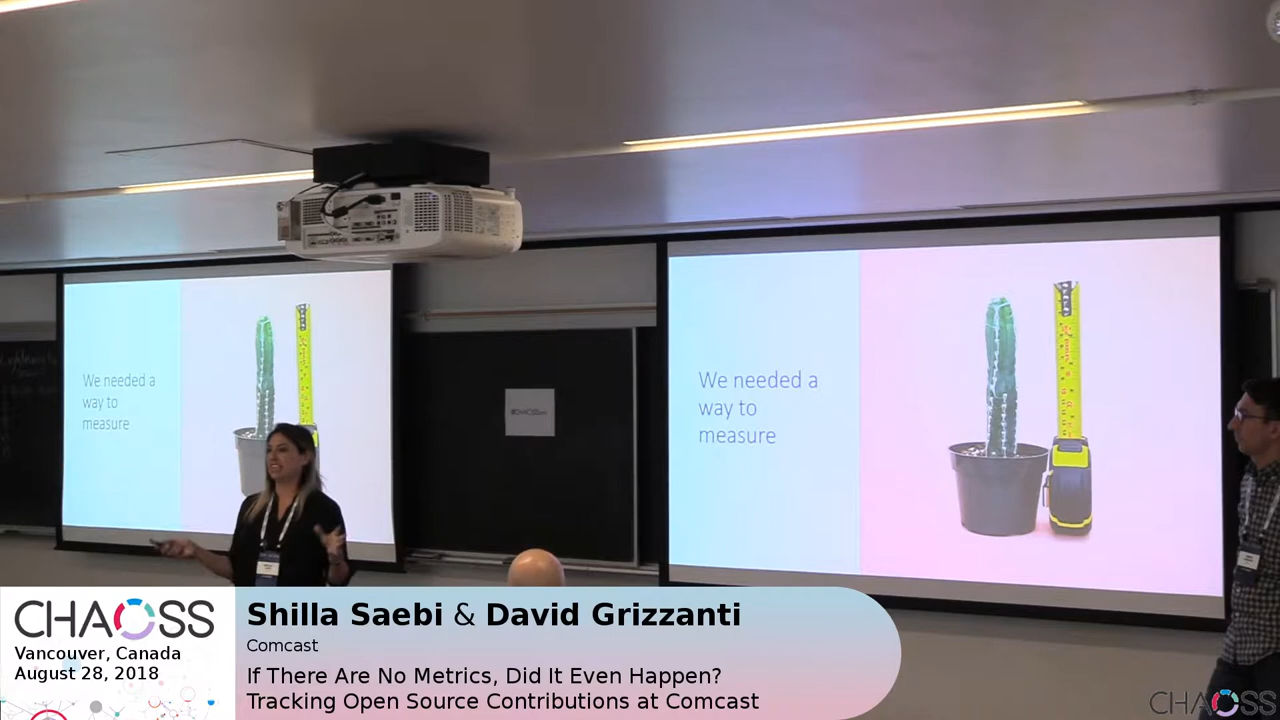 We needed a
way to
measure
We needed a
way to
measure
CHAOSS
Vancouver, Canada
August 28, 2018
Shilla Saebi & David Grizzanti
Comcast
If There Are No Metrics, Did It Even Happen?
Tracking Open Source Contributions at Comcast
CHAOSS